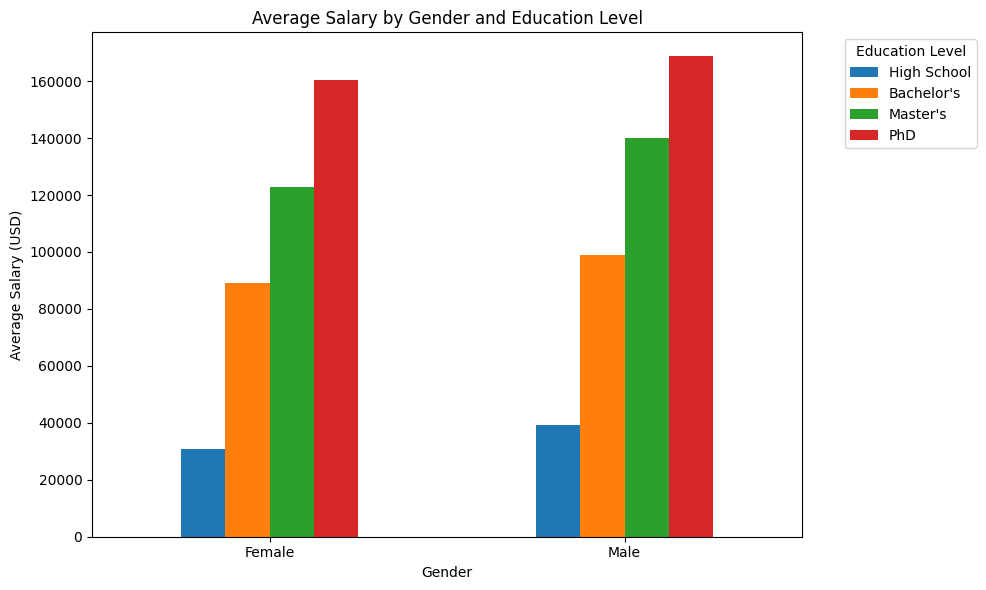 Average Salary by Gender and Education Level
Average Salary (USD)
160000
140000
120000
100000
80000
60000
40000
20000
0
Female
Male
Gender
Education Level
High School
Bachelor's
Master's
PhD